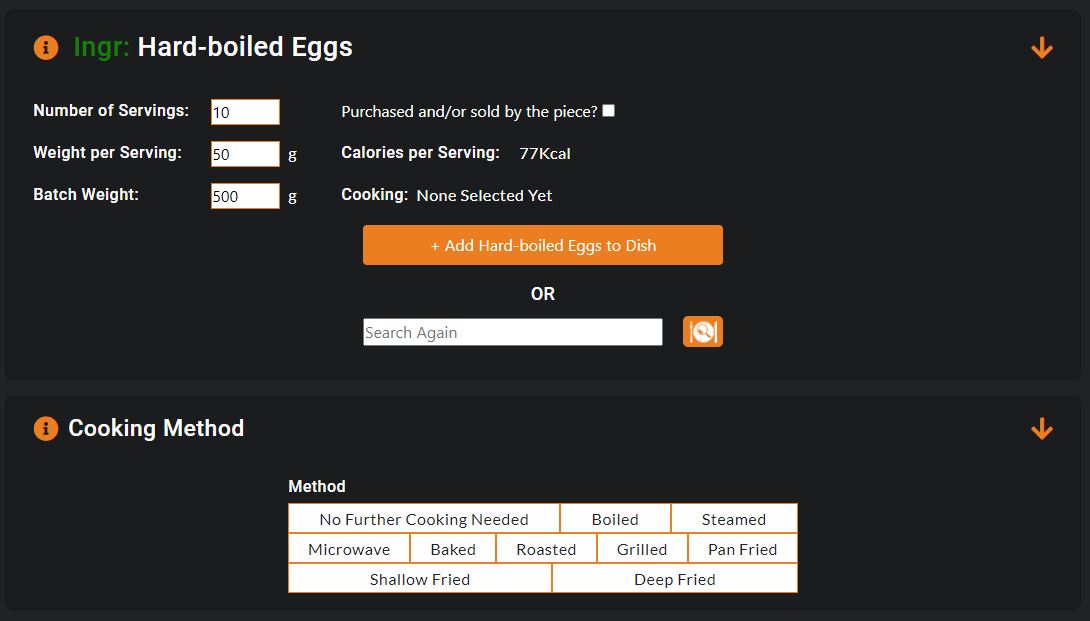 Ingr: Hard-boiled Eggs
Number of Servings: 10 Purchased and/or sold by the piece?
Weight per Serving: 50 g Calories per Serving: 77Kcal
Batch Weight: 500 g Cooking: None Selected Yet
+ Add Hard-boiled Eggs to Dish
OR
Search Again
Cooking Method
Method
No Further Cooking Needed Boiled Steamed
Microwave Baked Roasted Grilled Pan Fried
Shallow Fried Deep Fried